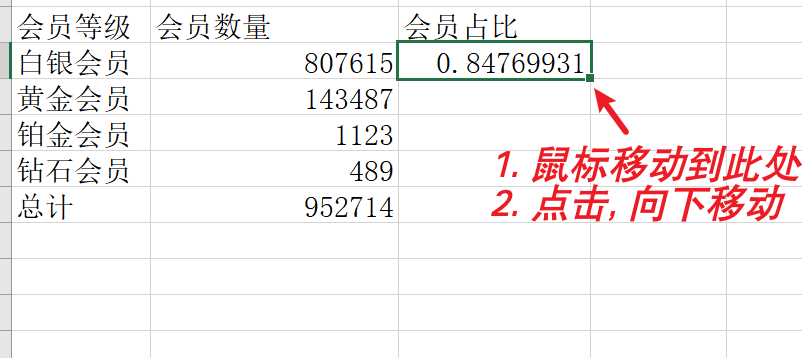 会员等级 会员数量 会员占比
白银会员 807615 0.84769931
黄金会员 143487
铂金会员 1123
钻石会员 489
总计 952714
1. 鼠标移动到此处
2. 点击, 向下移动